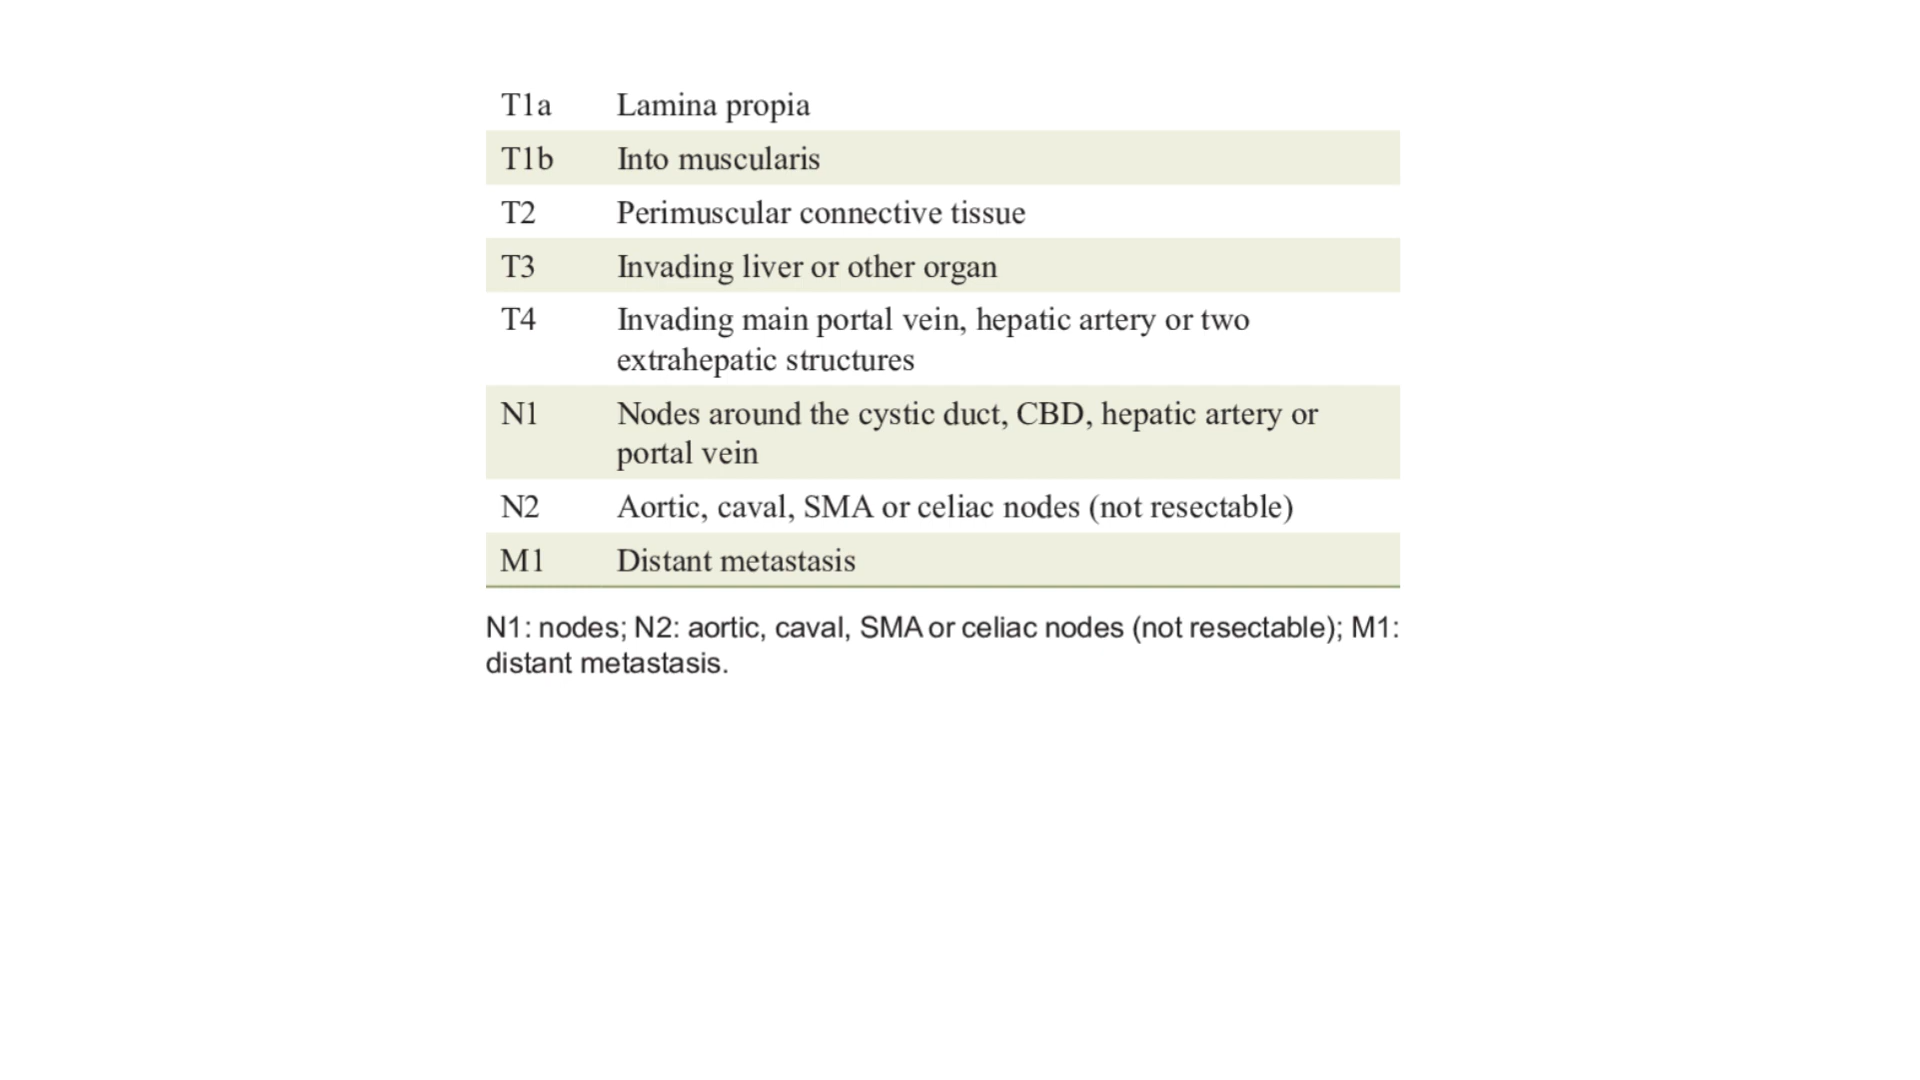 T1a Lamina propia
T1b Into muscularis
T2 Perimuscular connective tissue
T3 Invading liver or other organ
T4 Invading main portal vein, hepatic artery or two
extrahepatic structures
N1 Nodes around the cystic duct, CBD, hepatic artery or
portal vein
N2 Aortic, caval, SMA or celiac nodes (not resectable)
M1 Distant metastasis
N1: nodes; N2: aortic, caval, SMA or celiac nodes (not resectable); M1:
distant metastasis.